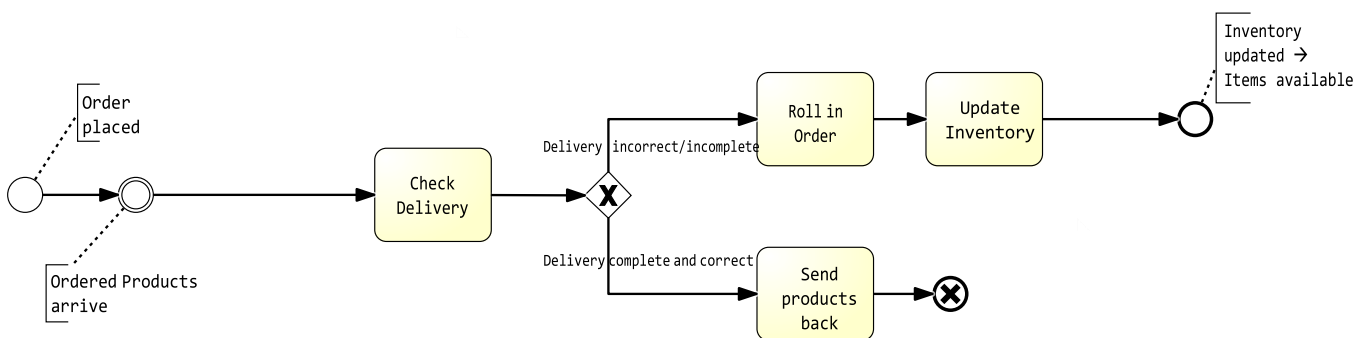 Order
placed
Ordered Products
arrive
Check
Delivery
Delivery incorrect/incomplete
Delivery complete and correct
Roll in
Order
Update
Inventory
Send
products
back
Inventory
updated →
Items available